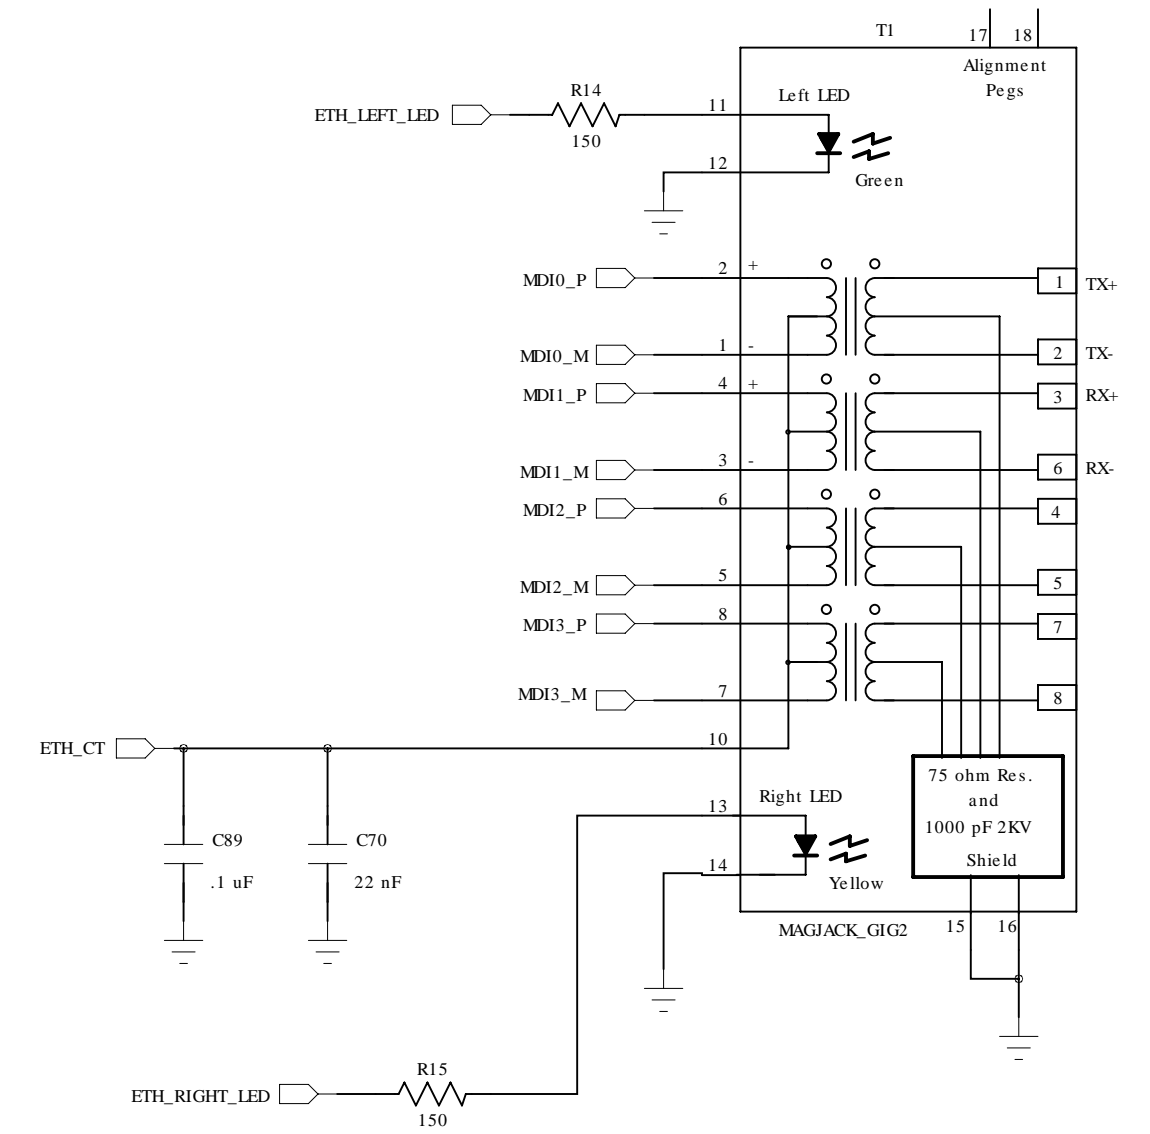 T1
17
18
Alignment
Pegs
Left LED
R14
150
ETH_LEFT_LED
11
12
Green
MDI0_P
2
+
1
TX+
MDI0_M
1
-
2
TX-
MDI1_P
4
+
3
RX+
MDI1_M
3
-
6
RX-
MDI2_P
6
4
MDI2_M
5
5
MDI3_P
8
7
MDI3_M
7
8
ETH_CT
10
75 ohm Res.
and
1000 pF 2KV
Shield
Right LED
13
14
Yellow
C89
.1 uF
C70
22 nF
MAGJACK_GIG2
15
16
R15
150
ETH_RIGHT_LED